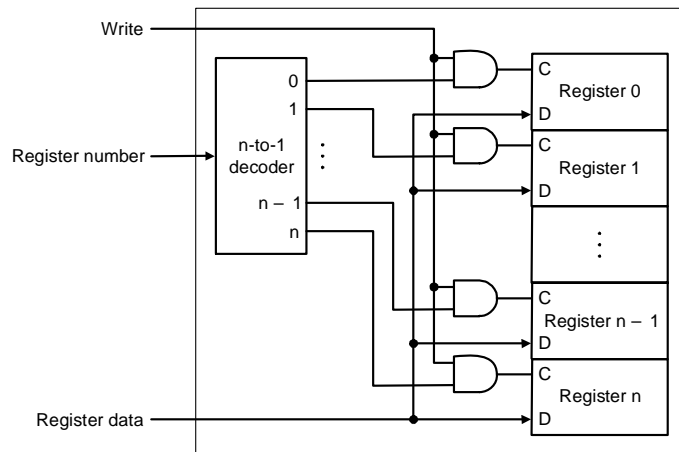 Write
0
1
n-to-1
decoder
⋮
n – 1
n
Register number
Register data
C
Register 0
D
C
Register 1
D
⋮
C
Register n – 1
D
C
Register n
D